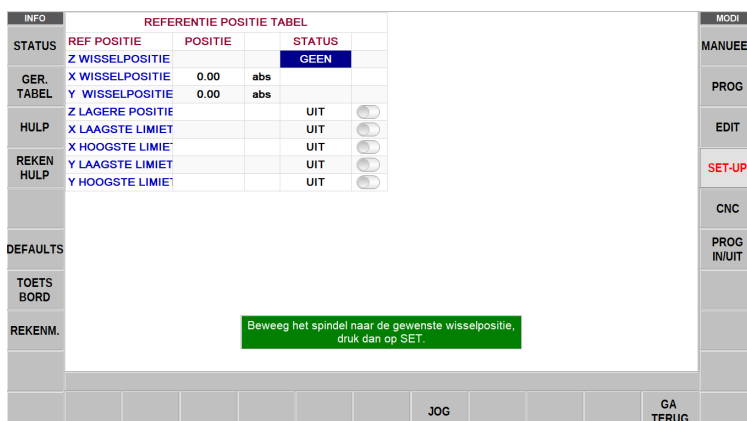 INFO
REFERENTIE POSITIE TABEL
MODI
STATUS
REF POSITIE POSITIE STATUS
MANUEE
Z WISSELPOSITIE GEEN
GER.
TABEL
X WISSELPOSITIE 0.00 abs
PROG
Y WISSELPOSITIE 0.00 abs
Z LAGERE POSITIE UIT
HULP
X LAAGSTE LIMIET UIT
EDIT
X HOOGSTE LIMIET UIT
REKEN
HULP
Y LAAGSTE LIMIET UIT
SET-UP
Y HOOGSTE LIMIET UIT
CNC
DEFAULTS
PROG
IN/UIT
TOETS
BORD
REKENM.
Beweeg het spindel naar de gewenste wisselpositie,
druk dan op SET.
JOG
GA
TERUG